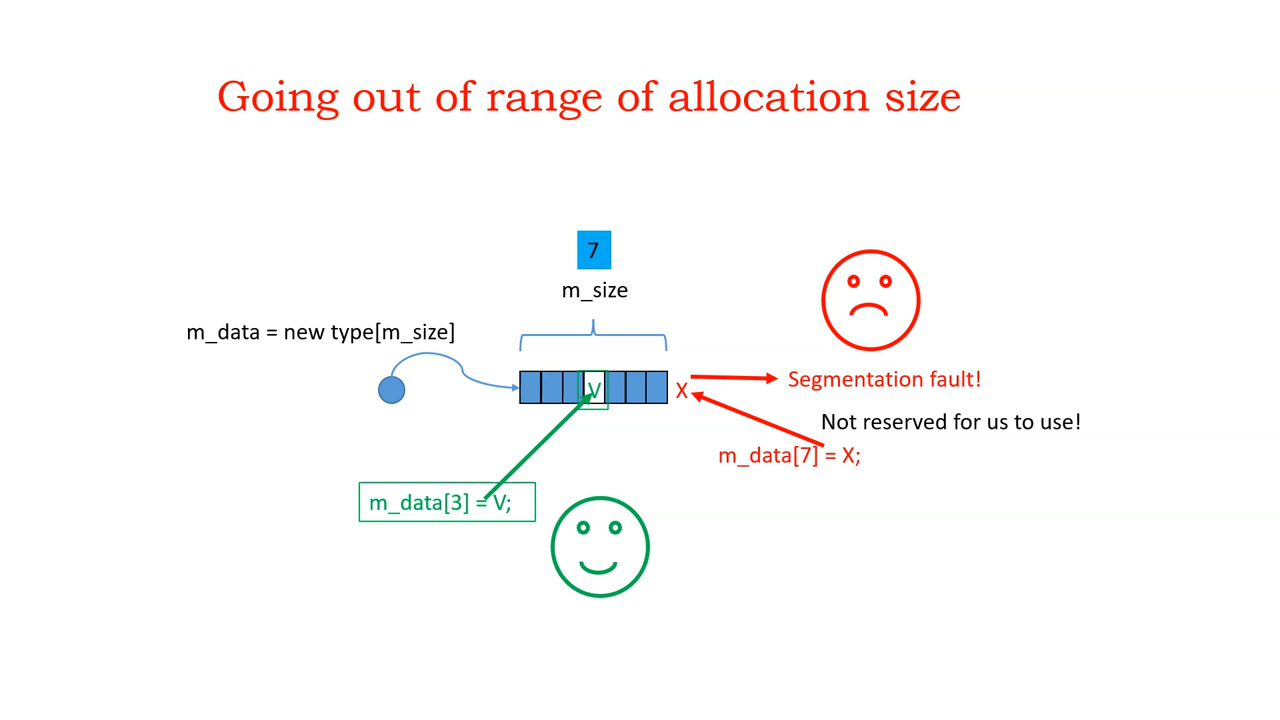 Going out of range of allocation size
7
m_size
m_data = new type[m_size]
V
X
Segmentation fault!
Not reserved for us to use!
m_data[7] = X;
m_data[3] = V;